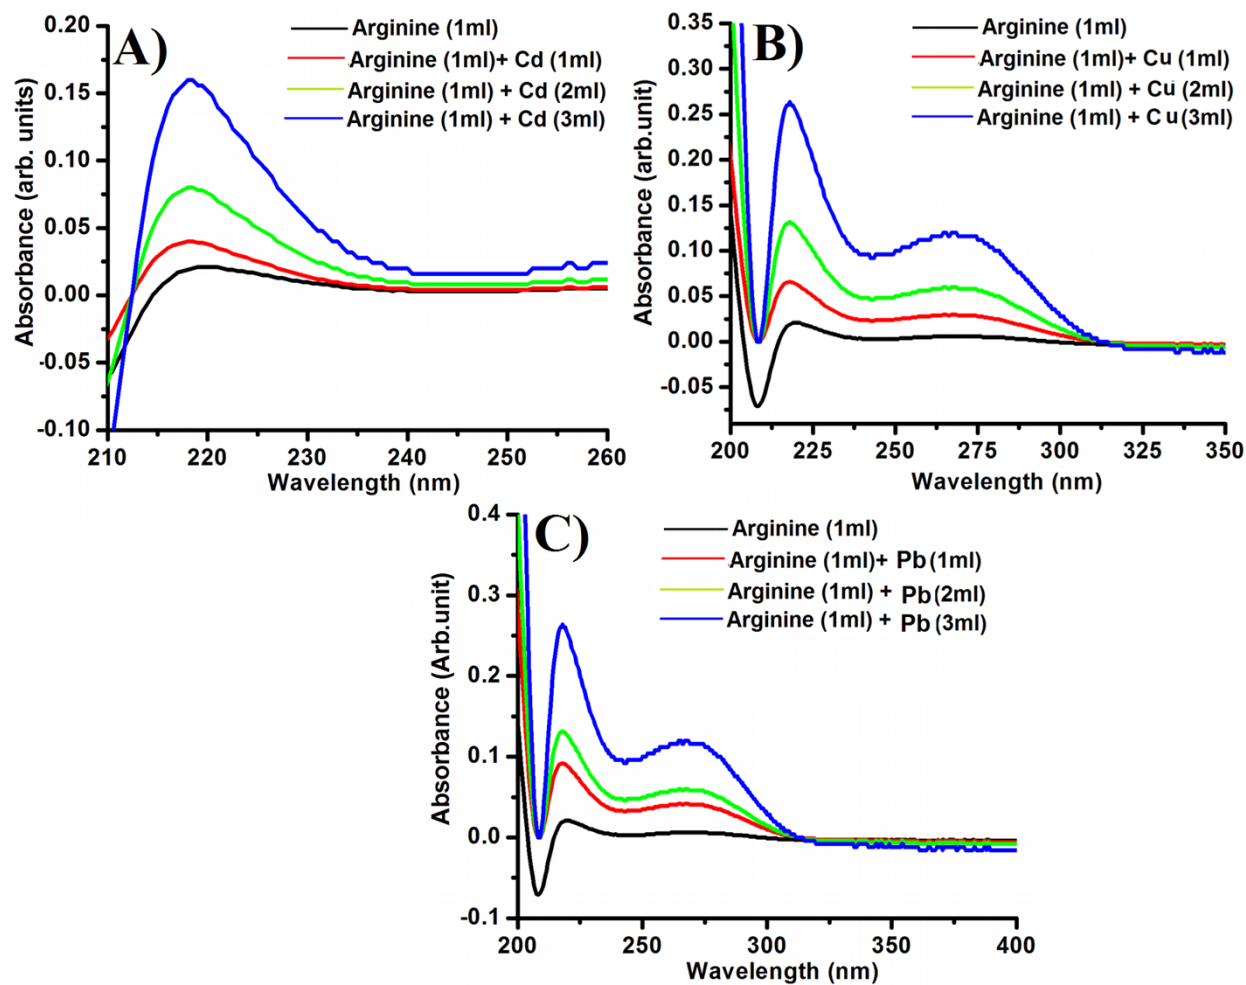 A)
Arginine (1ml)
Arginine (1ml)+ Cd (1ml)
Arginine (1ml) + Cd (2ml)
Arginine (1ml) + Cd (3ml)
Absorbance (arb. units)
0.20
0.15
0.10
0.05
0.00
-0.05
-0.10
210 220 230 240 250 260
Wavelength (nm)
B)
Arginine (1ml)
Arginine (1ml)+ Cu (1ml)
Arginine (1ml) + Cu (2ml)
Arginine (1ml) + Cu (3ml)
Absorbance (arb.unit)
0.35
0.30
0.25
0.20
0.15
0.10
0.05
0.00
-0.05
200 225 250 275 300 325 350
Wavelength (nm)
C)
Arginine (1ml)
Arginine (1ml)+ Pb (1ml)
Arginine (1ml) + Pb (2ml)
Arginine (1ml) + Pb (3ml)
Absorbance (Arb.unit)
0.4
0.3
0.2
0.1
0.0
-0.1
200 250 300 350 400
Wavelength (nm)